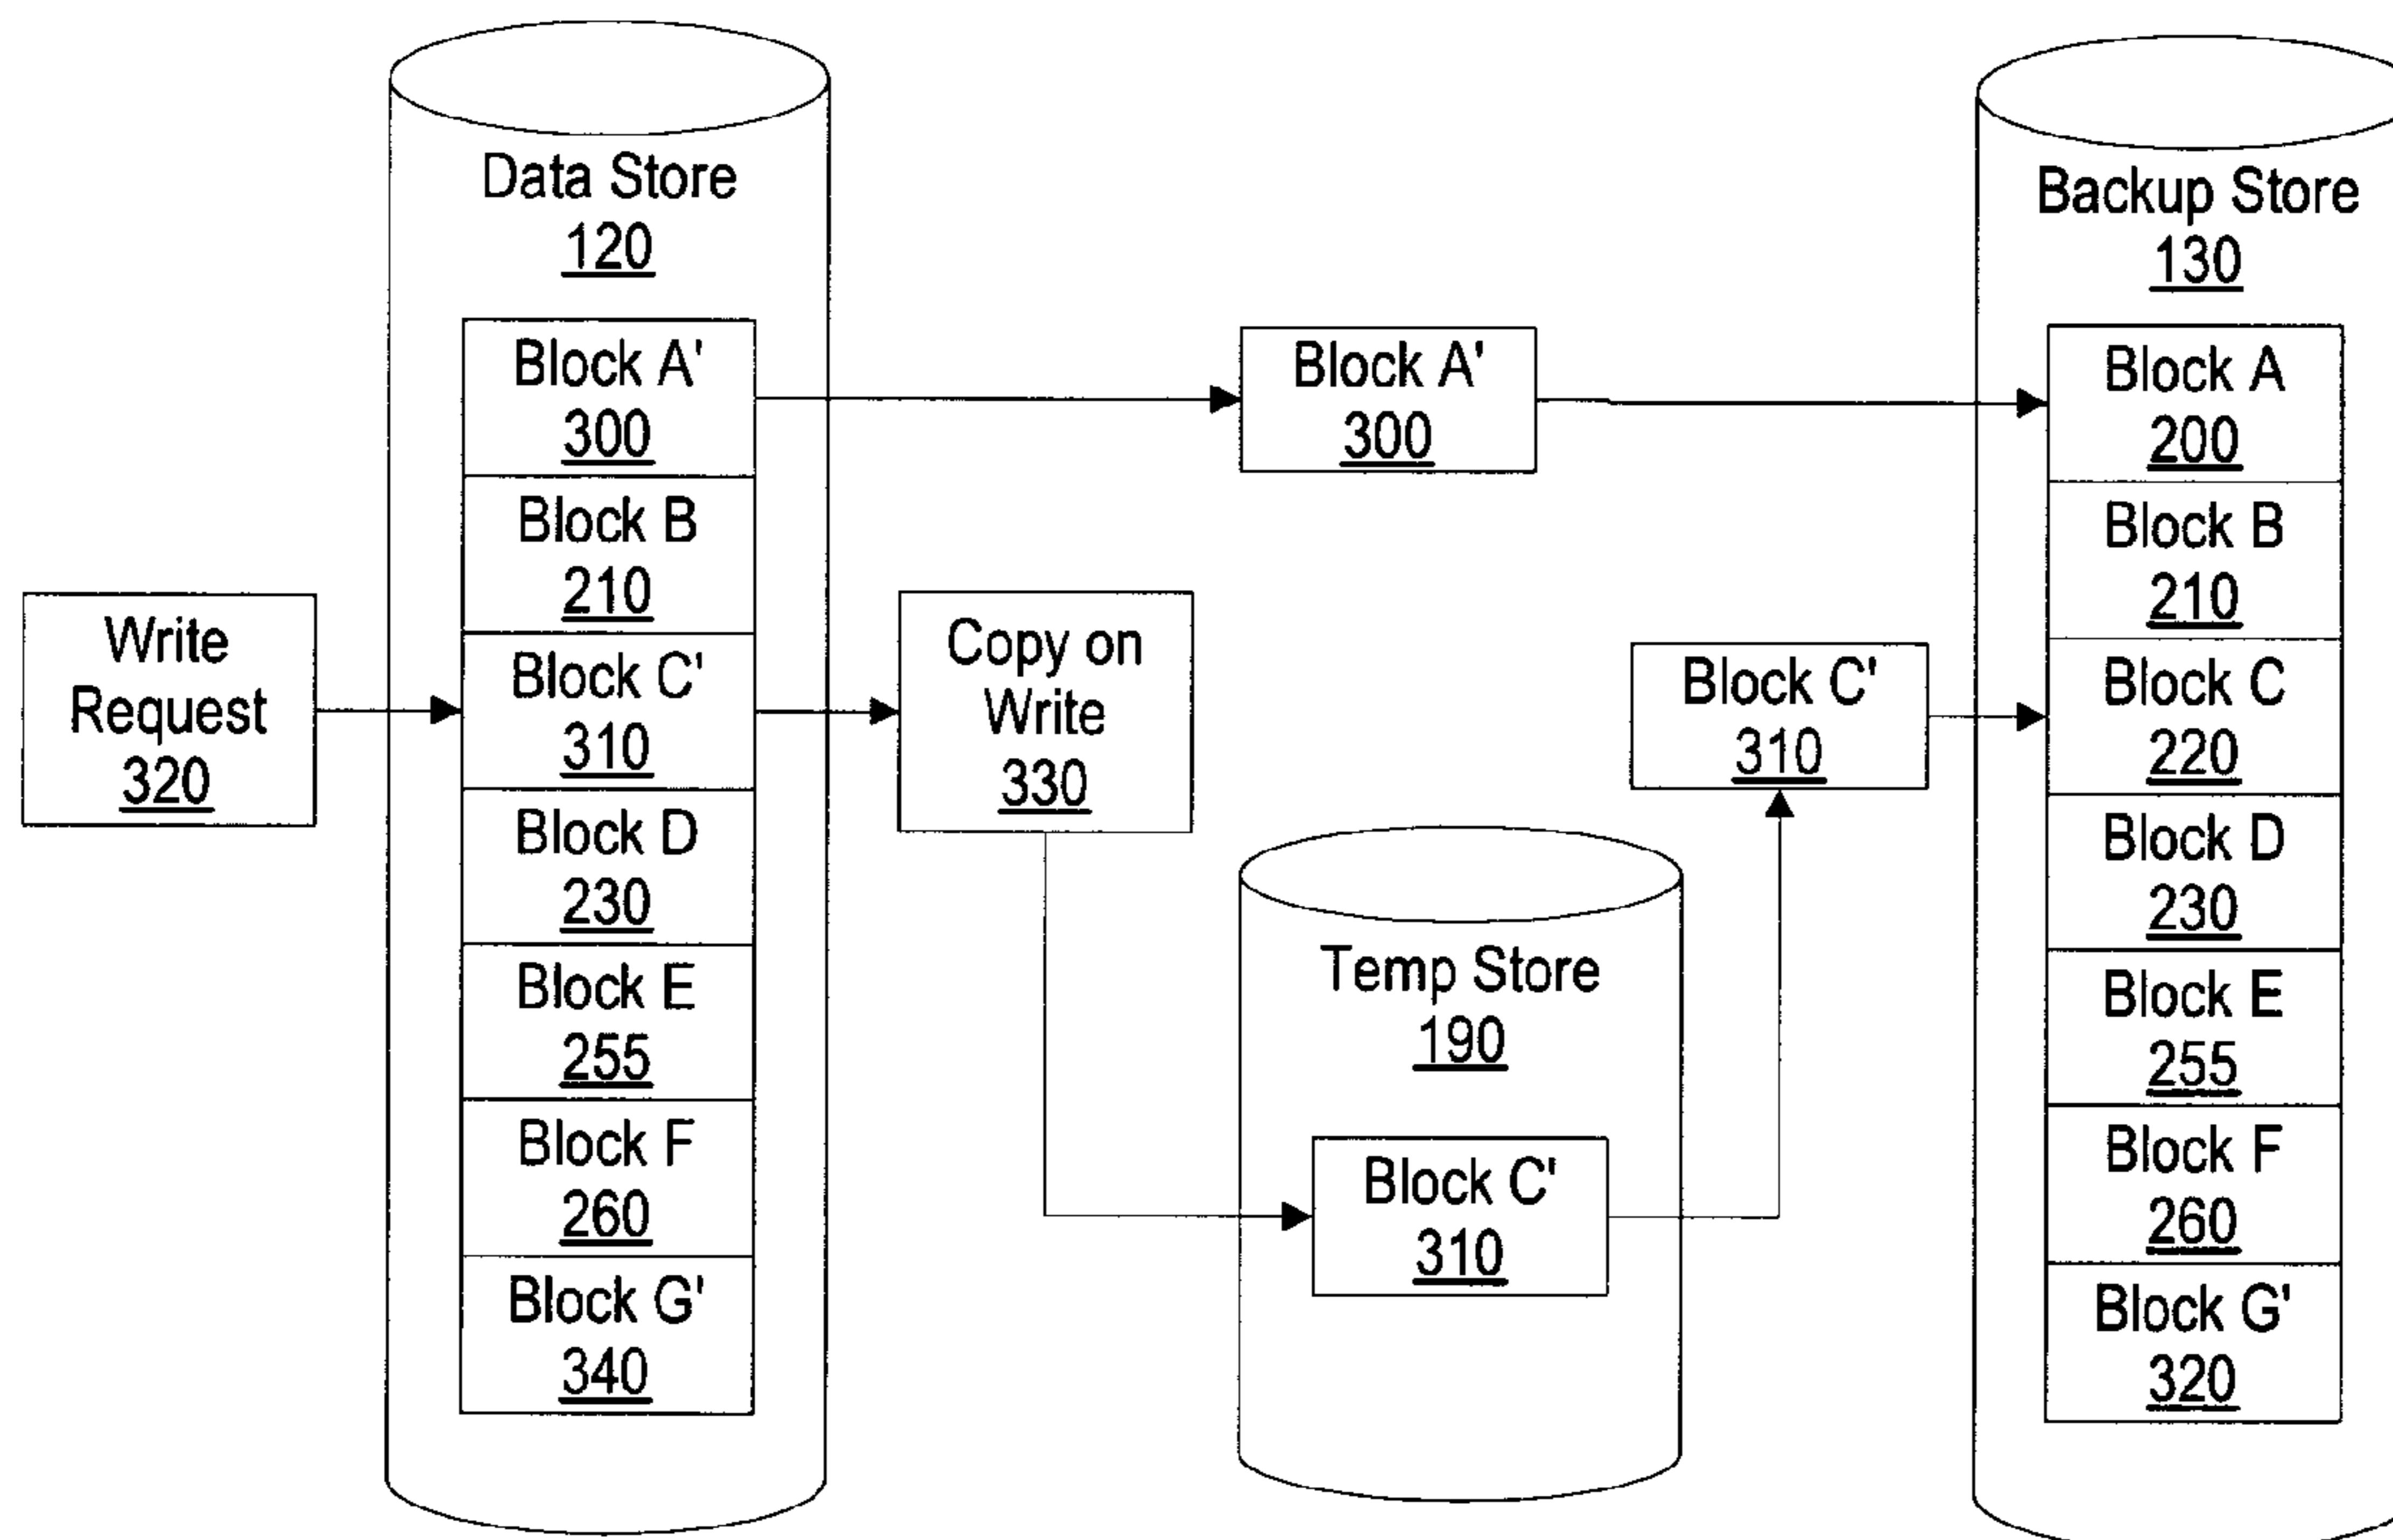 Data Store
120
Block A'
300
Block B
210
Block C'
310
Block D
230
Block E
255
Block F
260
Block G'
340
Write
Request
320
Block A'
300
Copy on
Write
330
Temp Store
190
Block C'
310
Block C'
310
Backup Store
130
Block A
200
Block B
210
Block C
220
Block D
230
Block E
255
Block F
260
Block G'
320